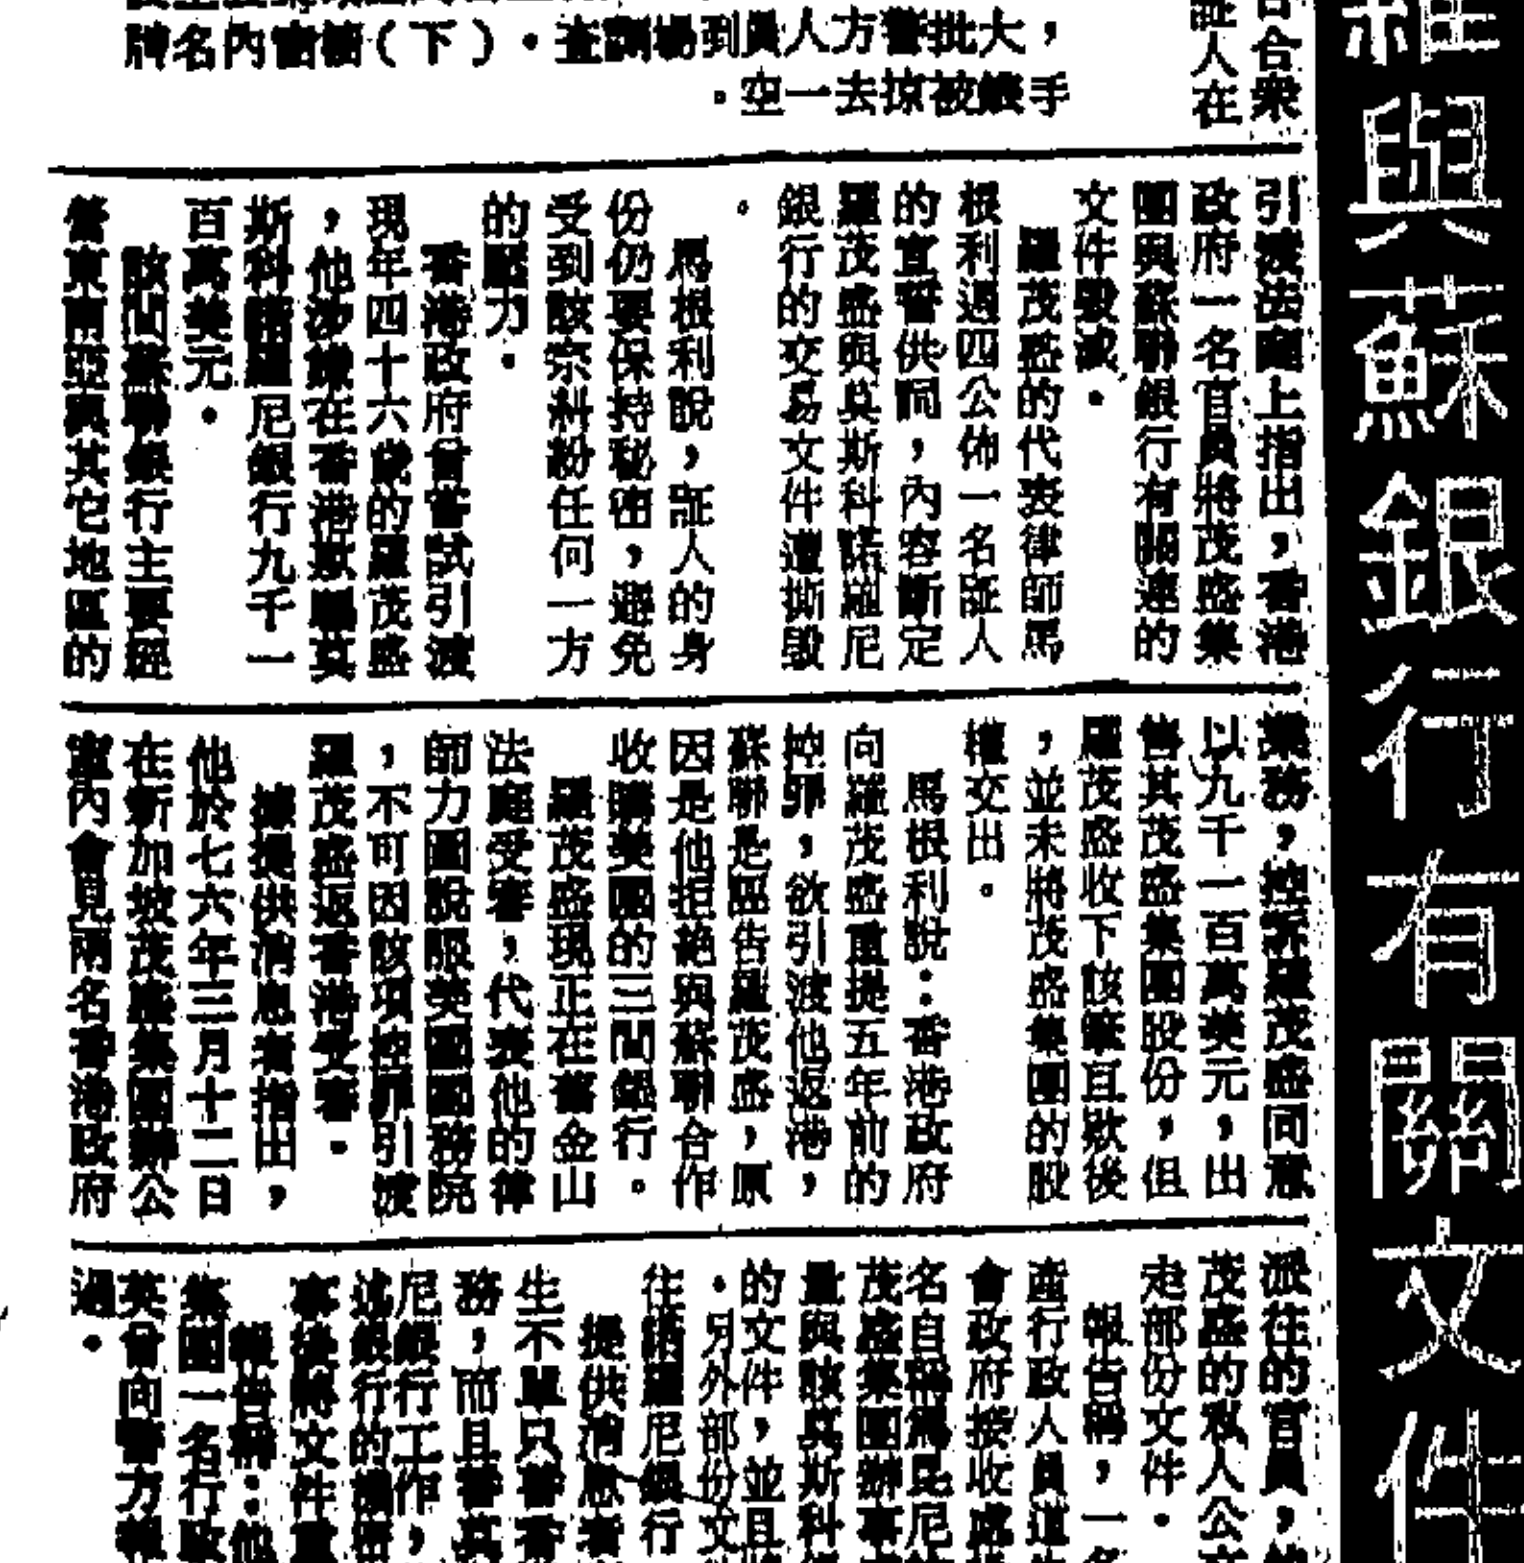 與蘇銀行有關文件
合衆
証人在
，大批警方人員到場調查。（下）櫥窗內名牌
手錶被掠去一空。
引渡法庭上指出，香港
政府一名官員將茂盛集
團與蘇聯銀行有關連的
文件毀滅。
羅茂盛的代表律師馬
根利週四公佈一名証人
的宣誓供詞，內容斷定
羅茂盛與莫斯科諾羅尼
銀行的交易文件遭撕毀
。
馬根利說，証人的身
份仍要保持秘密，避免
受到該宗糾紛任何一方
的壓力。
香港政府曾嘗試引渡
現年四十六歲的羅茂盛
，他涉嫌在香港欺騙莫
斯科諾羅尼銀行九千一
百萬美元。
該間蘇聯銀行主要經
營東南亞與其它地區的
業務，控訴羅茂盛同意
以九千一百萬美元，出
售其茂盛集團股份，但
羅茂盛收下該筆巨欵後
，並未將茂盛集團的股
權交出。
馬根利說：香港政府
向羅茂盛重提五年前的
控罪，欲引渡他返港，
蘇聯是誣告羅茂盛，原
因是他拒絶與蘇聯合作
收購美國的三間銀行。
羅茂盛現正在舊金山
法庭受審，代表他的律
師力圖說服美國國務院
，不可因該項控罪引渡
羅茂盛返香港受審。
據提供消息者指出，
他於七六年三月十二日
在新加坡茂盛集團辦公
室內會見兩名香港政府
派往的官員，
茂盛的私人公
走部份文件。
報告稱，一名
產行政人員道
會政府接收處
名自稱為昆尼
茂盛集團辦事
量與該莫斯科
的文件，並且
。另外部份文
往諾羅尼銀行
提供消息者
生不單只替香
務，而且替莫
尼銀行工作，
述銀行的
事後將文件
報告稱：他
集團一名行政
英曾向警方
過。